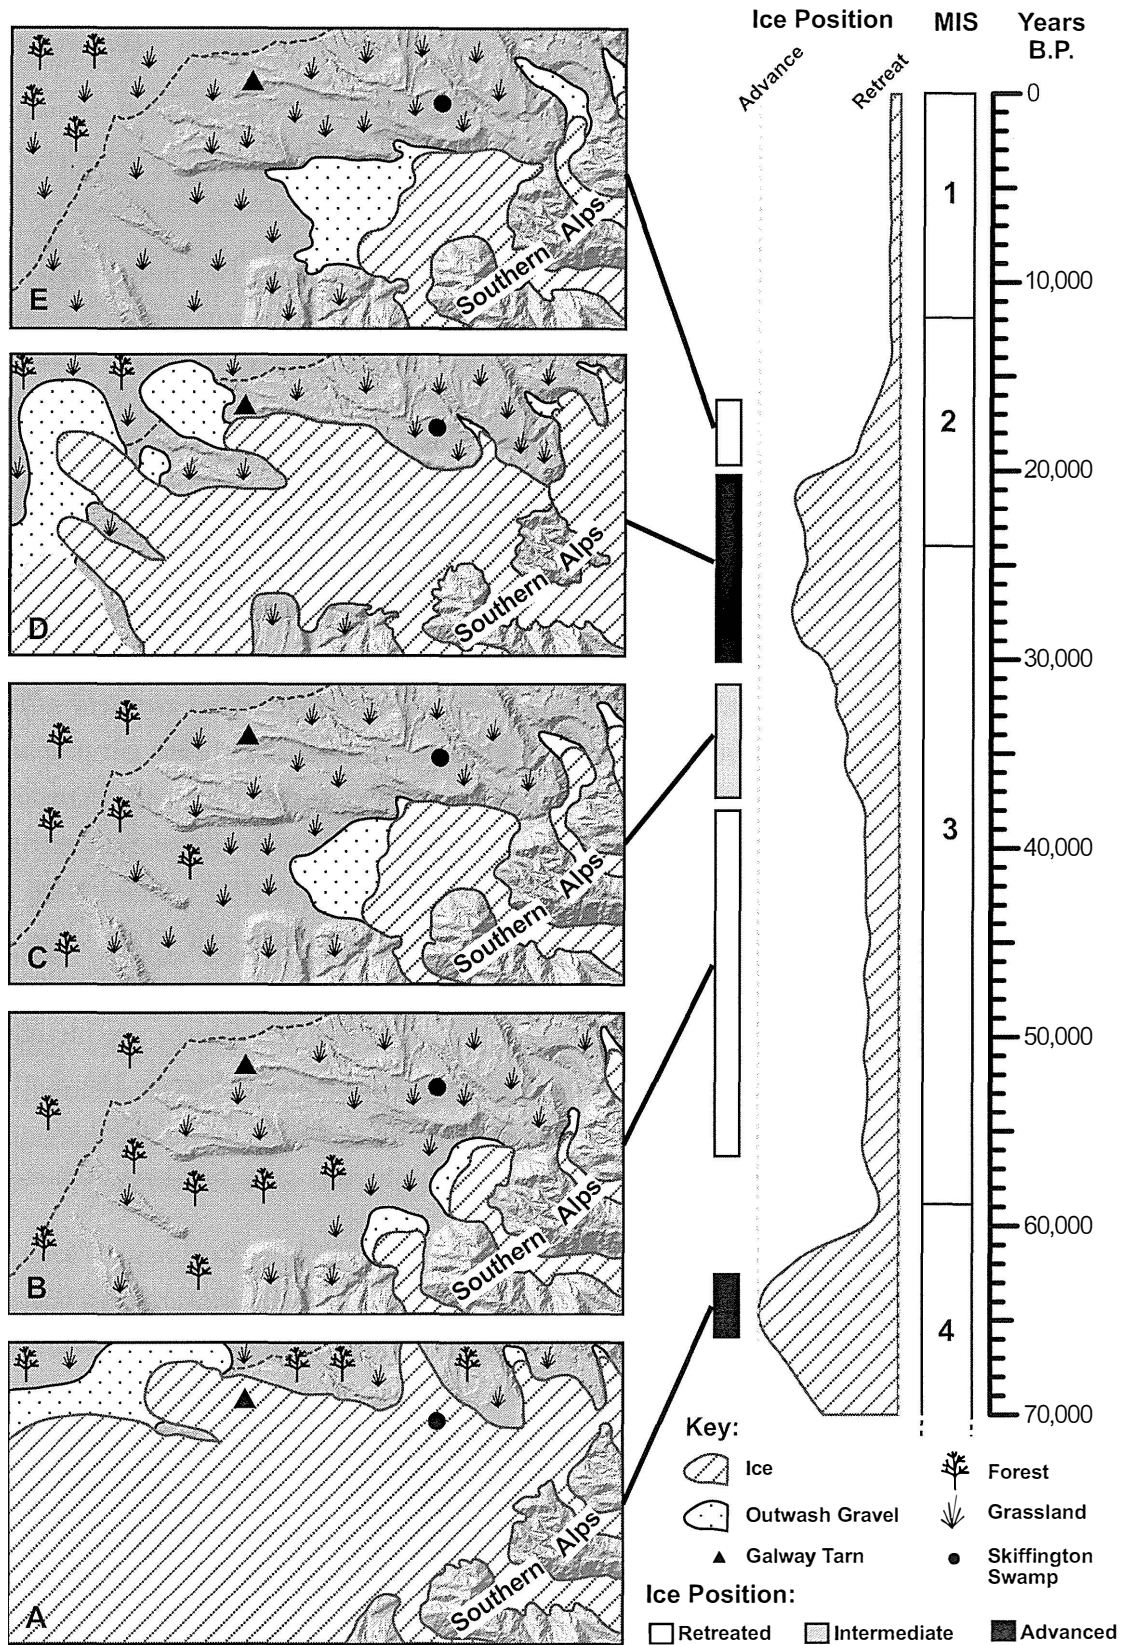 Ice Position
MIS
Years
B.P.
Advance
Retreat
0
10,000
20,000
30,000
40,000
50,000
60,000
70,000
1
2
3
4
E
Southern Alps
D
Southern Alps
C
Southern Alps
B
Southern Alps
A
Southern Alps
Key:
Ice
Forest
Outwash Gravel
Grassland
Galway Tarn
Skiffington
Swamp
Ice Position:
Retreated
Intermediate
Advanced